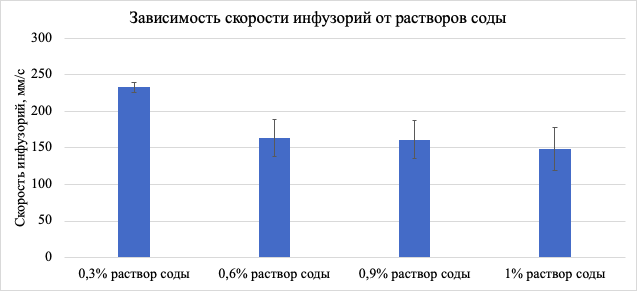 Зависимость скорости инфузорий от растворов соды
Скорость инфузорий, мм/с
300
250
200
150
100
50
0
0,3% раствор соды
0,6% раствор соды
0,9% раствор соды
1% раствор соды